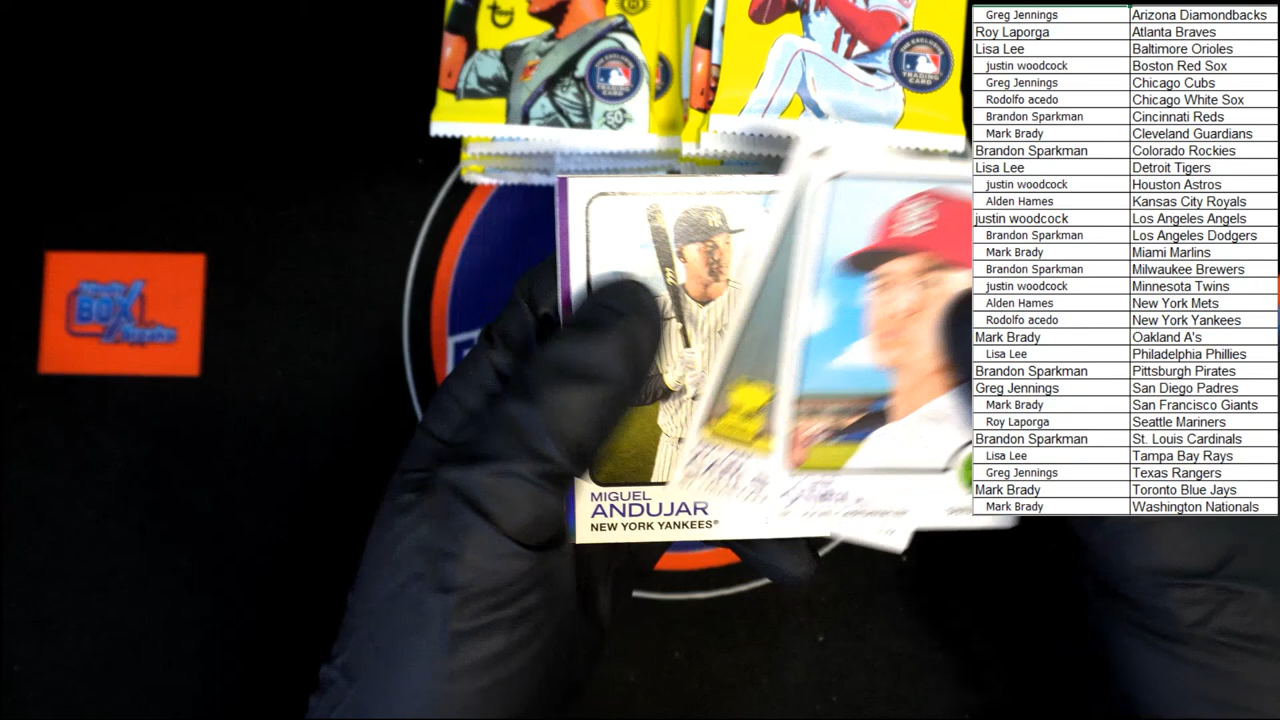 THE EXCLUSIVE
TRADING CARD
50
BOX
MIGUEL
ANDUJAR
NEW YORK YANKEES®
Greg Jennings Arizona Diamondbacks
Roy Laporga Atlanta Braves
Lisa Lee Baltimore Orioles
justin woodcock Boston Red Sox
Greg Jennings Chicago Cubs
Rodolfo acedo Chicago White Sox
Brandon Sparkman Cincinnati Reds
Mark Brady Cleveland Guardians
Brandon Sparkman Colorado Rockies
Lisa Lee Detroit Tigers
justin woodcock Houston Astros
Alden Hames Kansas City Royals
justin woodcock Los Angeles Angels
Brandon Sparkman Los Angeles Dodgers
Mark Brady Miami Marlins
Brandon Sparkman Milwaukee Brewers
justin woodcock Minnesota Twins
Alden Hames New York Mets
Rodolfo acedo New York Yankees
Mark Brady Oakland A's
Lisa Lee Philadelphia Phillies
Brandon Sparkman Pittsburgh Pirates
Greg Jennings San Diego Padres
Mark Brady San Francisco Giants
Roy Laporga Seattle Mariners
Brandon Sparkman St. Louis Cardinals
Lisa Lee Tampa Bay Rays
Greg Jennings Texas Rangers
Mark Brady Toronto Blue Jays
Mark Brady Washington Nationals